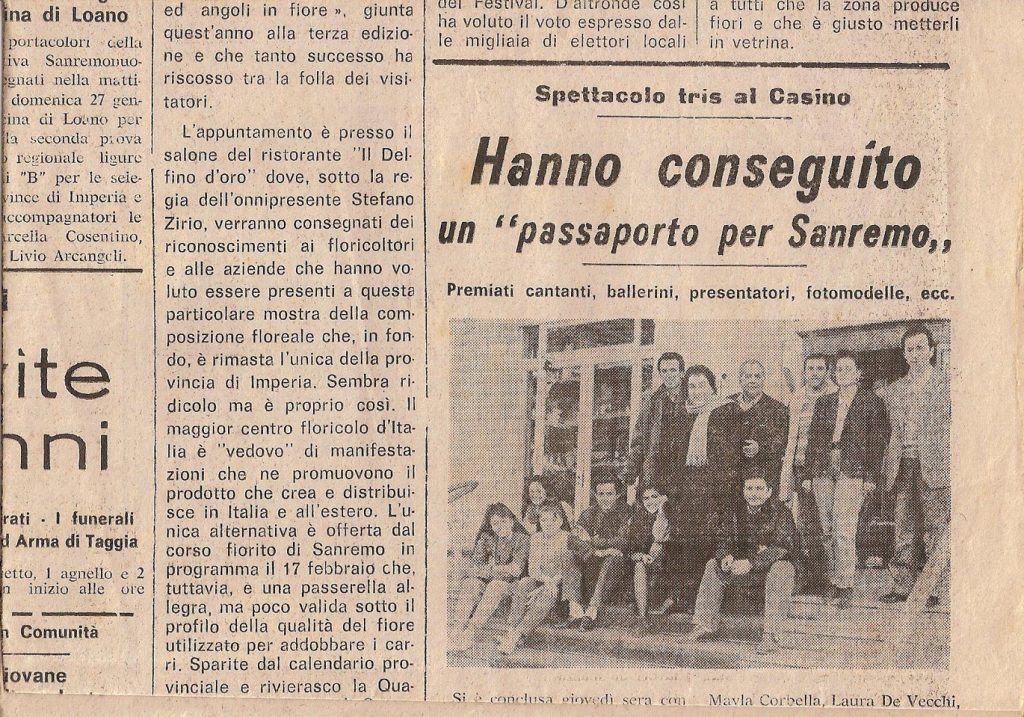 ina di Loando
portacolori della
iva Sanremonuo-
egnati nella matti-
domenica 27 gen-
ina di Loano per
la seconda prova
regionale ligure
i "B" per le sele-
vince di Imperia e
ccompagnatori le
rcella Cosentino,
Livio Arcangeli.
ite
nni
rati - I funerali
d Arma di Taggia
etto, 1 agnello e 2
n inizio alle ore
n Comunità
iovane
ed angoli in fiore », giunta
quest'anno alla terza edizio-
ne e che tanto successo ha
riscosso tra la folla dei visi-
tatori.
L'appuntamento è presso il
salone del ristorante "Il Del-
fino d'oro" dove, sotto la re-
gia dell'onnipresente Stefano
Zirio, verranno consegnati dei
riconoscimenti ai floricoltori
e alle aziende che hanno vo-
luto essere presenti a questa
particolare mostra della com-
posizione floreale che, in fon-
do, è rimasta l'unica della pro-
vincia di Imperia. Sembra ri-
dicolo ma è proprio così. Il
maggior centro floricolo d'Ita-
lia è "vedovo" di manifesta-
zioni che ne promuovono il
prodotto che crea e distribui-
sce in Italia e all'estero. L'u-
nica alternativa è offerta dal
corso fiorito di Sanremo in
programma il 17 febbraio che,
tuttavia, e una passerella al-
legra, ma poco valida sotto il
profilo della qualità del fiore
utilizzato per addobbare i car-
ri. Sparite dal calendario pro-
vinciale e rivierasco la Qua-
del Festival. D'altronde così
ha voluto il voto espresso dal-
le migliaia di elettori locali
a tutti che la zona produce
fiori e che è giusto metterli
in vetrina.
Spettacolo tris al Casino
Hanno conseguito
un "passaporto per Sanremo,,
Premiati cantanti, ballerini, presentatori, fotomodelle, ecc.
Si è conclusa giovedì sera con
Mayla Corbella, Laura De Vecchi,